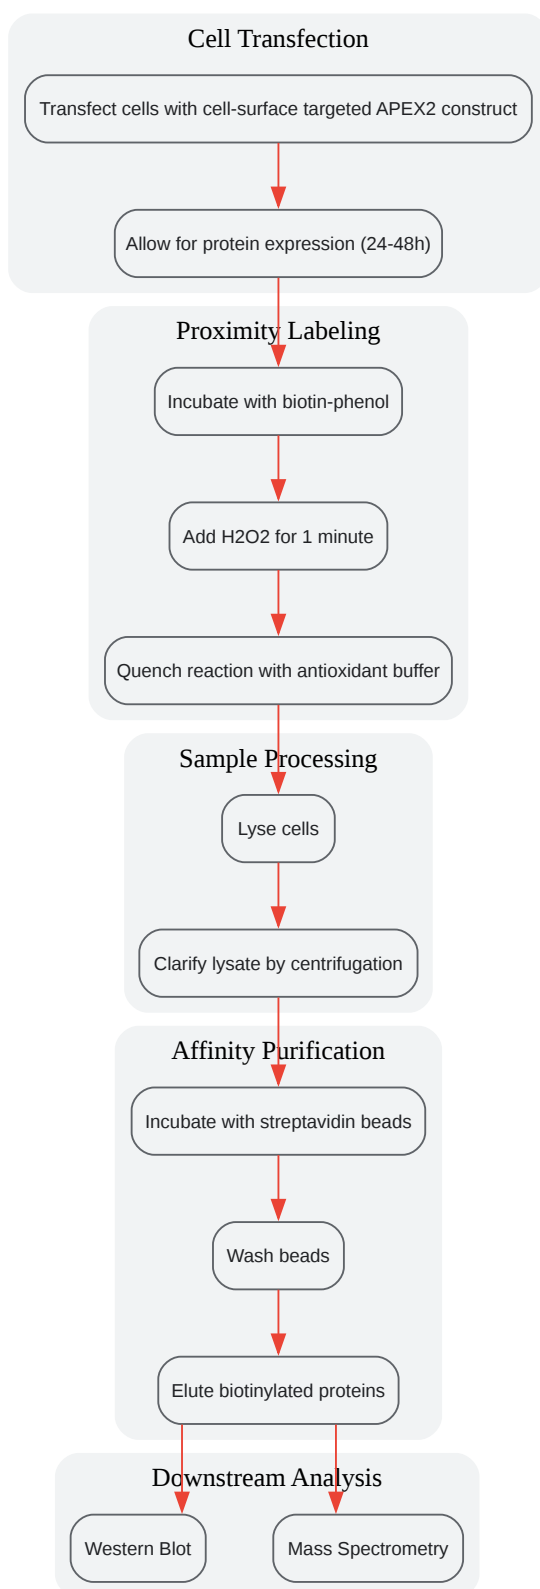 Cell Transfection
Transfect cells with cell-surface targeted APEX2 construct
Allow for protein expression (24-48h)
Proximity Labeling
Incubate with biotin-phenol
Add H2O2 for 1 minute
Quench reaction with antioxidant buffer
Sample Processing
Lyse cells
Clarify lysate by centrifugation
Affinity Purification
Incubate with streptavidin beads
Wash beads
Elute biotinylated proteins
Downstream Analysis
Western Blot
Mass Spectrometry